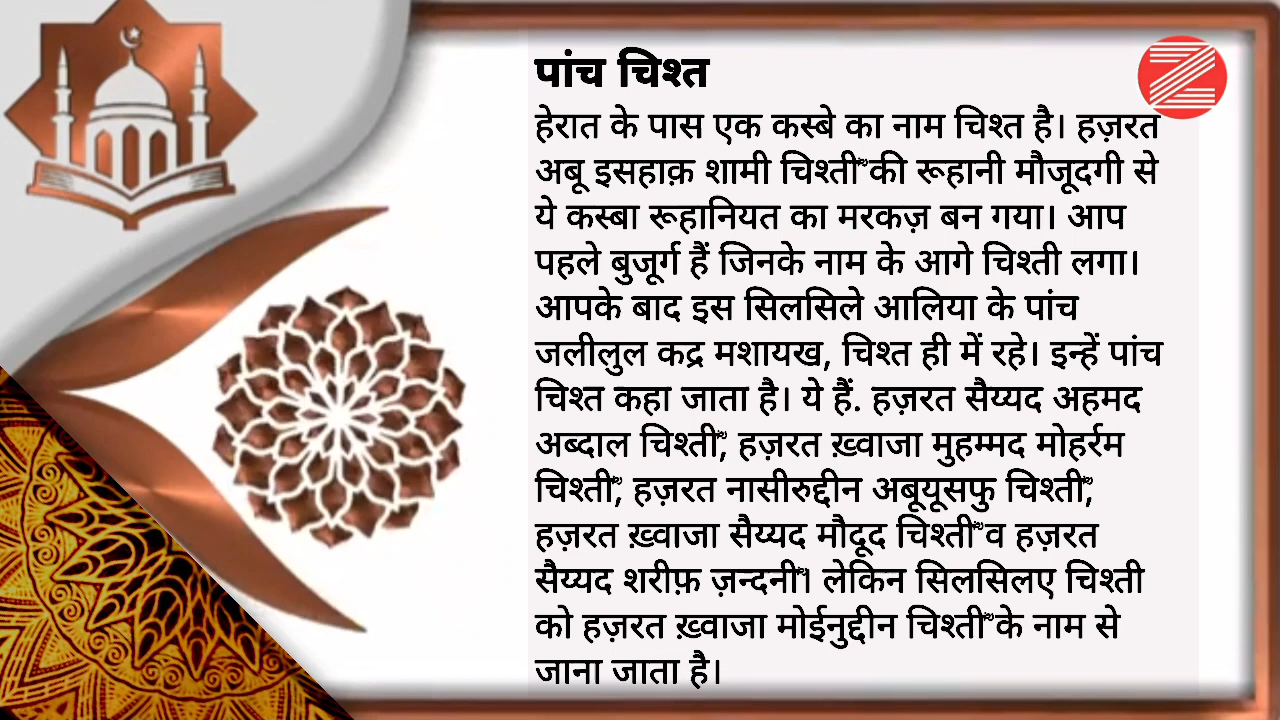 पांच चिश्त
हेरात के पास एक कस्बे का नाम चिश्त है। हज़रत
अबू इसहाक़ शामी चिश्तीؒ की रूहानी मौजूदगी से
ये कस्बा रूहानियत का मरकज़ बन गया। आप
पहले बुजूर्ग हैं जिनके नाम के आगे चिश्ती लगा।
आपके बाद इस सिलसिले आलिया के पांच
जलीलुल कद्र मशायख, चिश्त ही में रहे। इन्हें पांच
चिश्त कहा जाता है। ये हैं. हज़रत सैय्यद अहमद
अब्दाल चिश्तीؒ, हज़रत ख़्वाजा मुहम्मद मोहर्रम
चिश्तीؒ, हज़रत नासीरुद्दीन अबूयूसफु चिश्तीؒ,
हज़रत ख़्वाजा सैय्यद मौदूद चिश्तीؒ व हज़रत
सैय्यद शरीफ़ ज़न्दनीؒ। लेकिन सिलसिलए चिश्ती
को हज़रत ख़्वाजा मोईनुद्दीन चिश्तीؒ के नाम से
जाना जाता है।